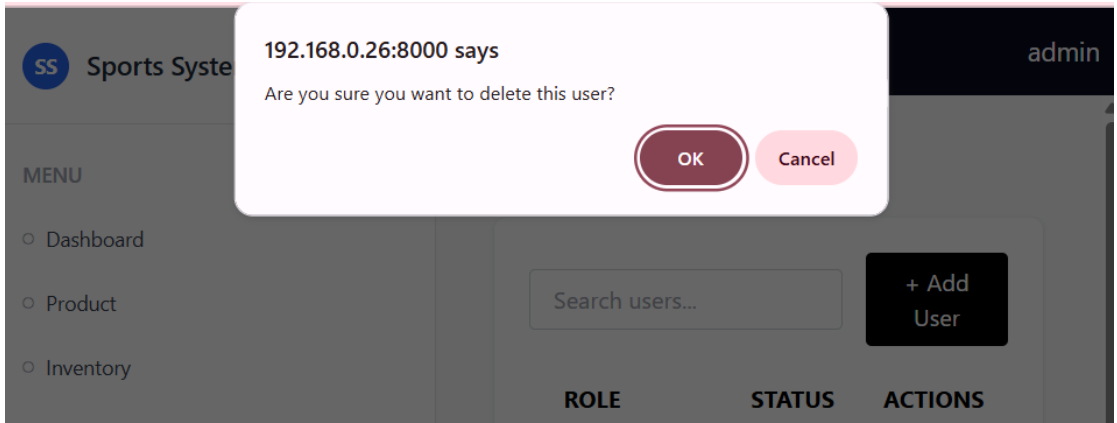 192.168.0.26:8000 says
Are you sure you want to delete this user?
OK
Cancel
SS
Sports Syste
admin
MENU
Dashboard
Product
Inventory
Search users...
+ Add
User
ROLE
STATUS
ACTIONS